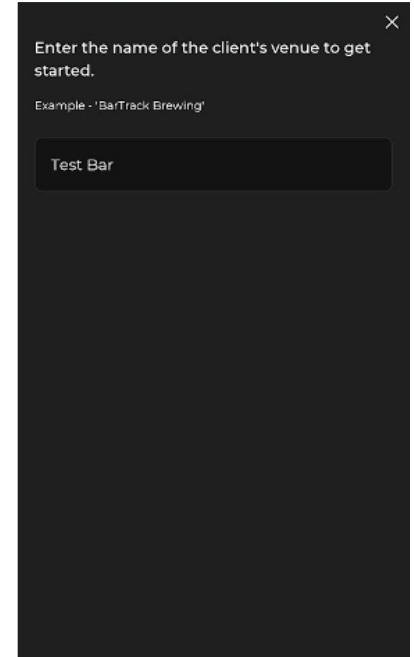 Enter the name of the client's venue to get
started.
Example - 'BarTrack Brewing'
Test Bar